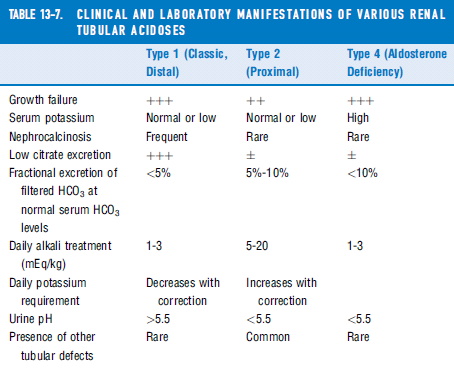 TABLE 13-7. CLINICAL AND LABORATORY MANIFESTATIONS OF VARIOUS RENAL
TUBULAR ACIDOSES
Type 1 (Classic, Type 2 Type 4 (Aldosterone
Distal) (Proximal) Deficiency)
Growth failure +++ ++ +++
Serum potassium Normal or low Normal or low High
Nephrocalcinosis Frequent Rare Rare
Low citrate excretion +++ ± ±
Fractional excretion of <5% 5%-10% <10%
filtered HCO3 at
normal serum HCO3
levels
Daily alkali treatment 1-3 5-20 1-3
(mEq/kg)
Daily potassium Decreases with Increases with
requirement correction correction
Urine pH >5.5 <5.5 <5.5
Presence of other Rare Common Rare
tubular defects